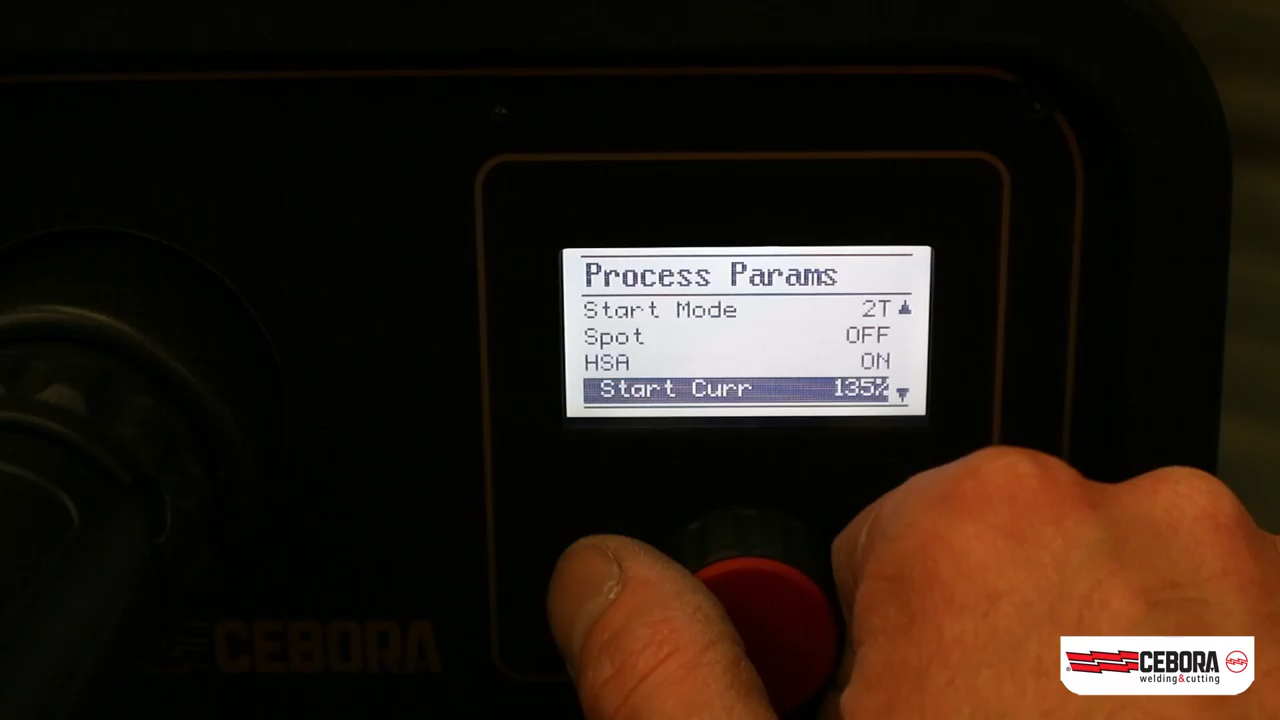 Process Params
Start Mode 2T
Spot OFF
HSA ON
Start Curr 135%
CEBORA
CEBORA
welding&cutting